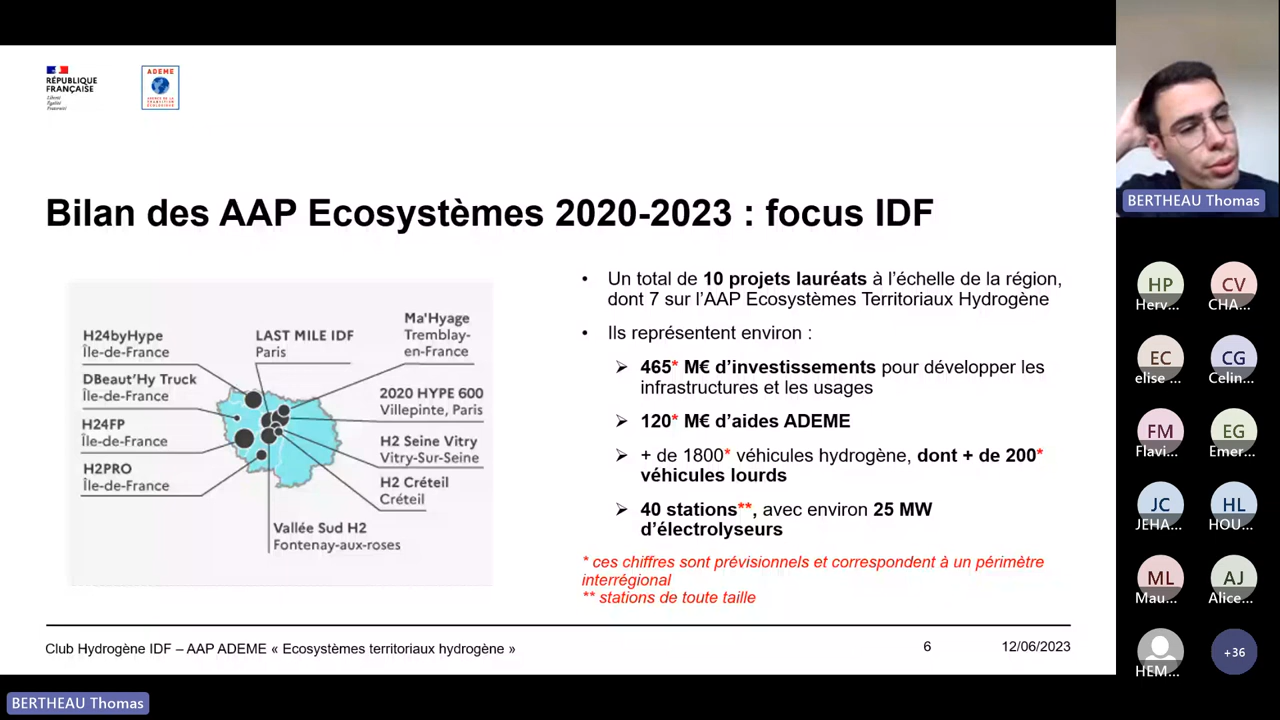 RÉPUBLIQUE
FRANÇAISE
Liberté
Égalité
Fraternité
ADEME
AGENCE DE LA
TRANSITION
ÉCOLOGIQUE
Bilan des AAP Ecosystèmes 2020-2023 : focus IDF
H24byHype
Île-de-France
DBeaut'Hy Truck
Île-de-France
H24FP
Île-de-France
H2PRO
Île-de-France
LAST MILE IDF
Paris
Ma'Hyage
Tremblay-
en-France
2020 HYPE 600
Villepinte, Paris
H2 Seine Vitry
Vitry-Sur-Seine
H2 Créteil
Créteil
Vallée Sud H2
Fontenay-aux-roses
• Un total de 10 projets lauréats à l’échelle de la région,
dont 7 sur l’AAP Ecosystèmes Territoriaux Hydrogène
• Ils représentent environ :
➢ 465* M€ d’investissements pour développer les
infrastructures et les usages
➢ 120* M€ d’aides ADEME
➢ + de 1800* véhicules hydrogène, dont + de 200*
véhicules lourds
➢ 40 stations**, avec environ 25 MW
d’électrolyseurs
* ces chiffres sont prévisionnels et correspondent à un périmètre
interrégional
** stations de toute taille
Club Hydrogène IDF – AAP ADEME « Ecosystèmes territoriaux hydrogène »
6
12/06/2023
BERTHEAU Thomas
HP
Herv...
CV
CHA...
EC
elise ...
CG
Celin...
FM
Flavi...
EG
Emer...
JC
JEHA...
HL
HOU...
ML
Mau...
AJ
Alice...
HEM...
+36
BERTHEAU Thomas